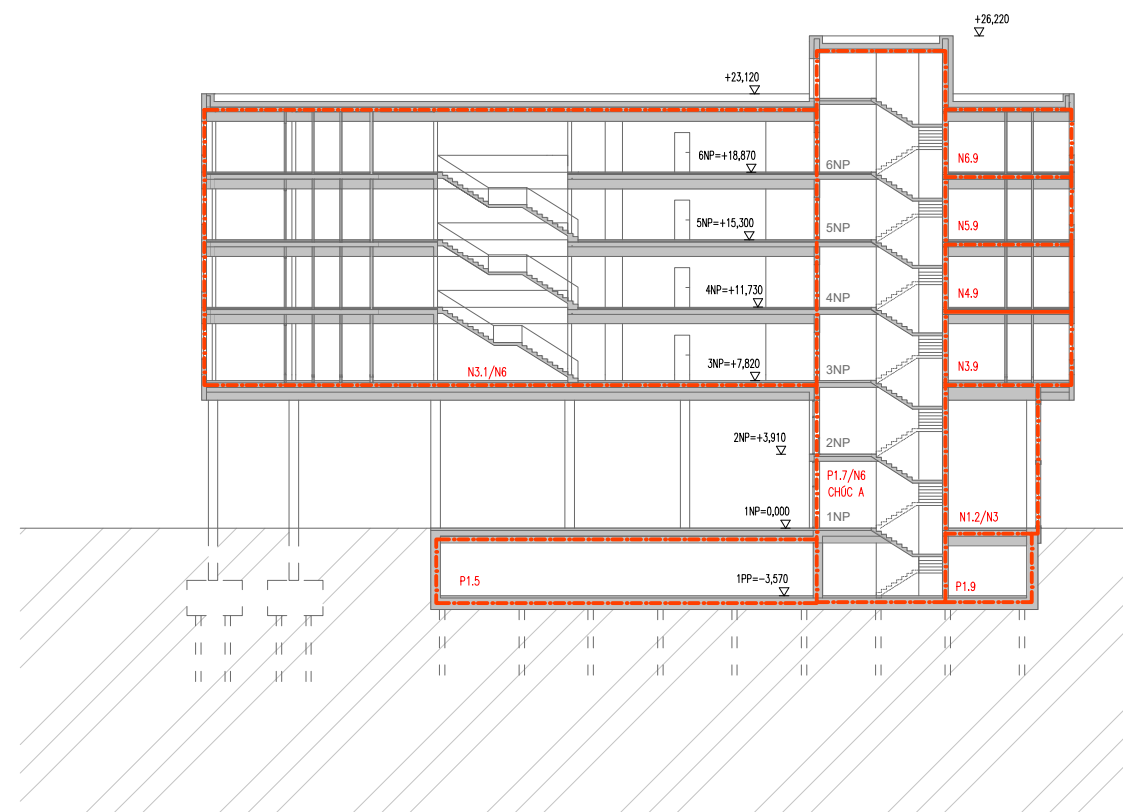 +26,220
+23,120
6NP=+18,870
6NP
N6.9
5NP=+15,300
5NP
N5.9
4NP=+11,730
4NP
N4.9
3NP=+7,820
3NP
N3.9
N3.1/N6
2NP=+3,910
2NP
P1.7/N6
CHÚC A
1NP=0,000
1NP
N1.2/N3
P1.5
1PP=−3,570
P1.9